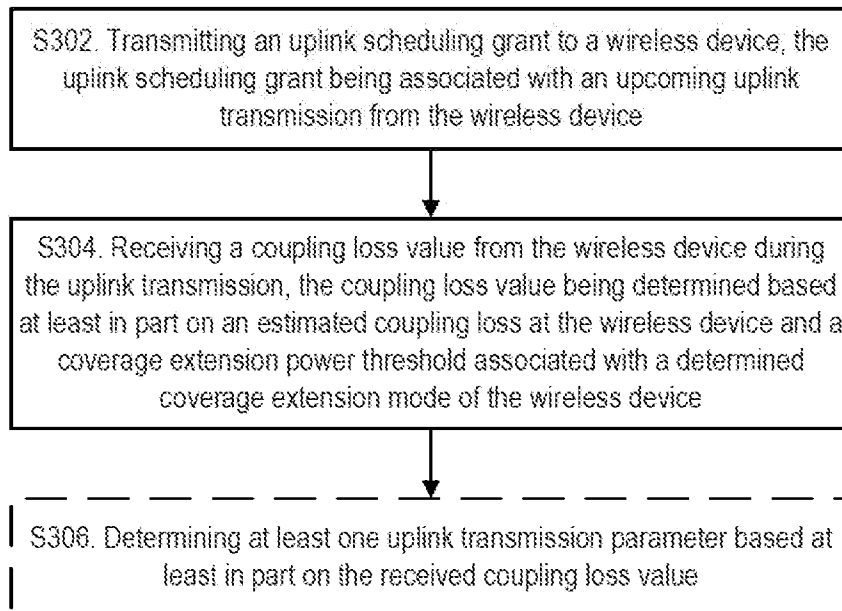 S302. Transmitting an uplink scheduling grant to a wireless device, the
uplink scheduling grant being associated with an upcoming uplink
transmission from the wireless device
S304. Receiving a coupling loss value from the wireless device during
the uplink transmission, the coupling loss value being determined based
at least in part on an estimated coupling loss at the wireless device and a
coverage extension power threshold associated with a determined
coverage extension mode of the wireless device
S306. Determining at least one uplink transmission parameter based at
least in part on the received coupling loss value